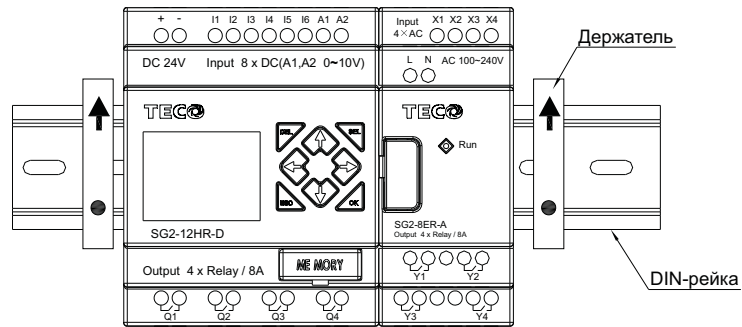 + - I1 I2 I3 I4 I5 I6 A1 A2
Input X1 X2 X3 X4
4×AC
Держатель
DC 24V Input 8 x DC(A1,A2 0~10V)
L N AC 100~240V
TECO
TECO
DEL
SEL
Run
ESC
OK
SG2-12HR-D
SG2-8ER-A
Output 4 x Relay / 8A
Output 4 x Relay / 8A
ME MORY
Y1 Y2
DIN-рейка
Q1 Q2 Q3 Q4
Y3 Y4